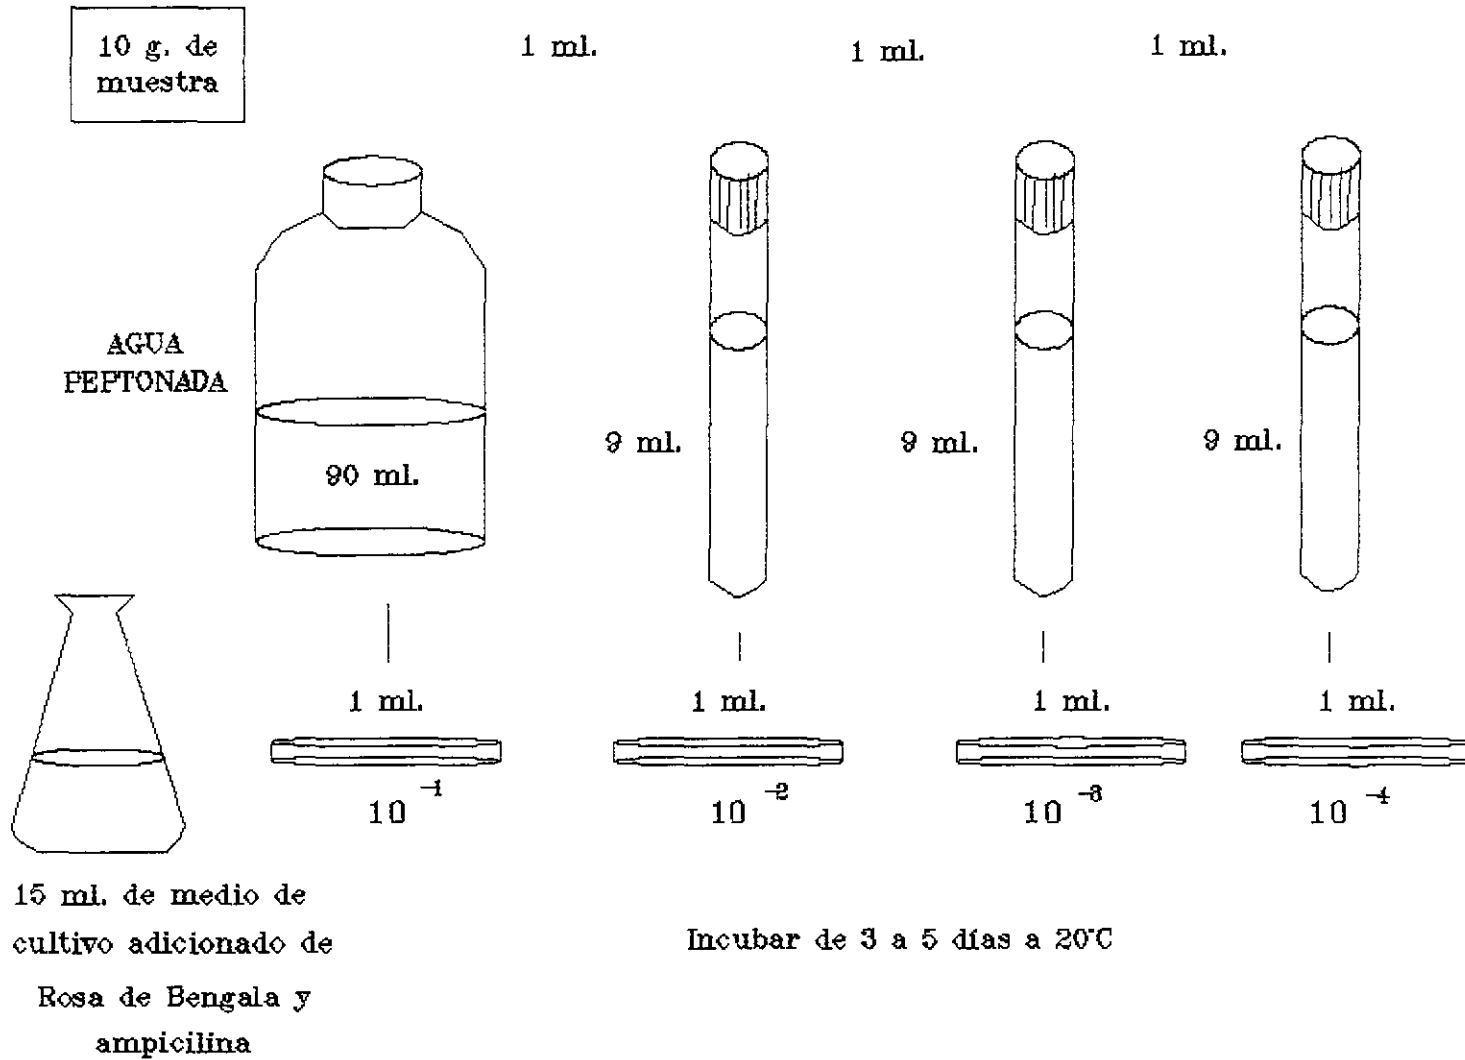 10 g. de
muestra
1 ml.
1 ml.
1 ml.
AGUA
PEPTONADA
90 ml.
9 ml.
9 ml.
9 ml.
1 ml.
1 ml.
1 ml.
1 ml.
10⁻¹
10⁻²
10⁻³
10⁻⁴
15 ml. de medio de
cultivo adicionado de
Rosa de Bengala y
ampicilina
Incubar de 3 a 5 días a 20°C